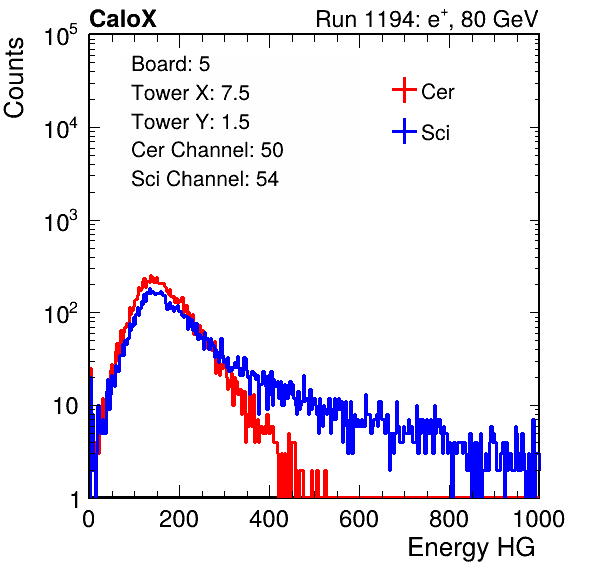 CaloX Run 1194: e⁺, 80 GeV
Counts
Board: 5
Tower X: 7.5
Tower Y: 1.5
Cer Channel: 50
Sci Channel: 54
Cer
Sci
10⁵
10⁴
10³
10²
10
1
0 200 400 600 800 1000
Energy HG